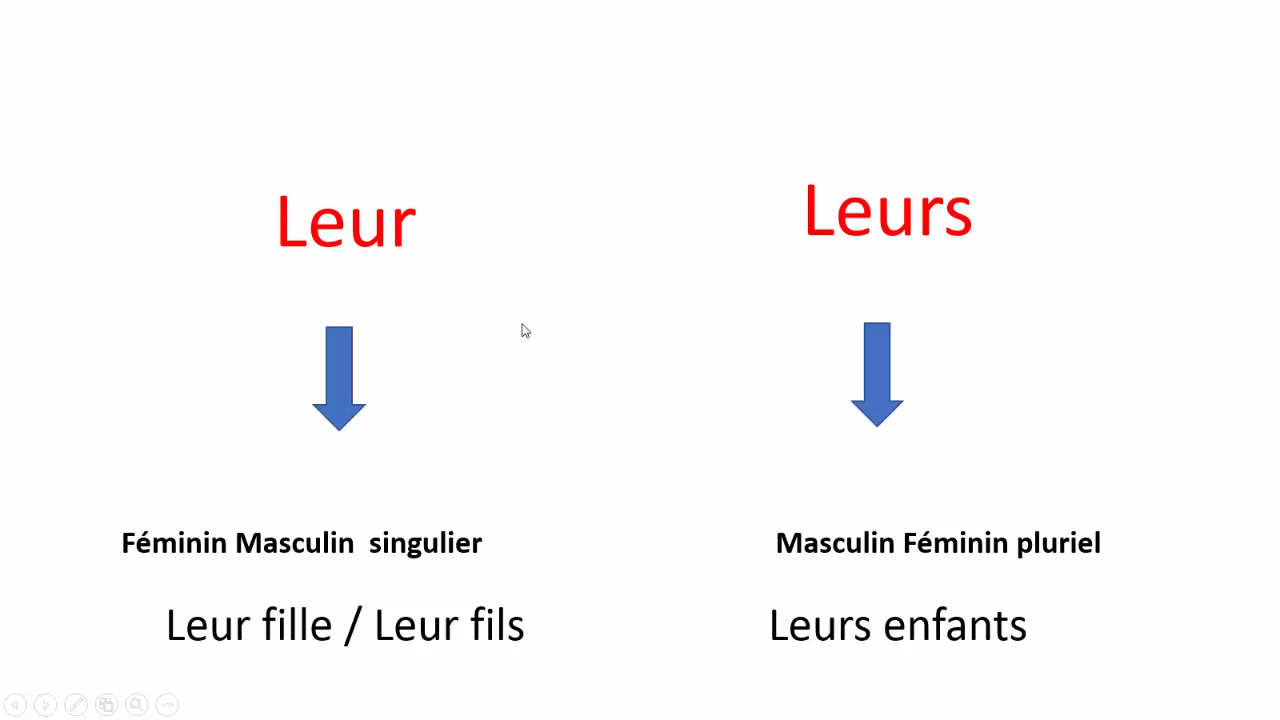 Leur
Leurs
Féminin Masculin  singulier
Masculin Féminin pluriel
Leur fille / Leur fils
Leurs enfants